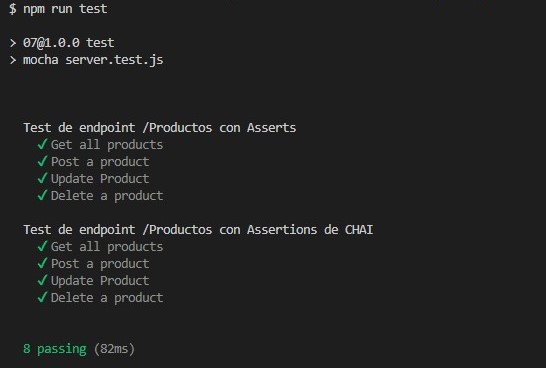 $ npm run test
> 07@1.0.0 test
> mocha server.test.js
Test de endpoint /Productos con Asserts
✓ Get all products
✓ Post a product
✓ Update Product
✓ Delete a product
Test de endpoint /Productos con Assertions de CHAI
✓ Get all products
✓ Post a product
✓ Update Product
✓ Delete a product
8 passing (82ms)